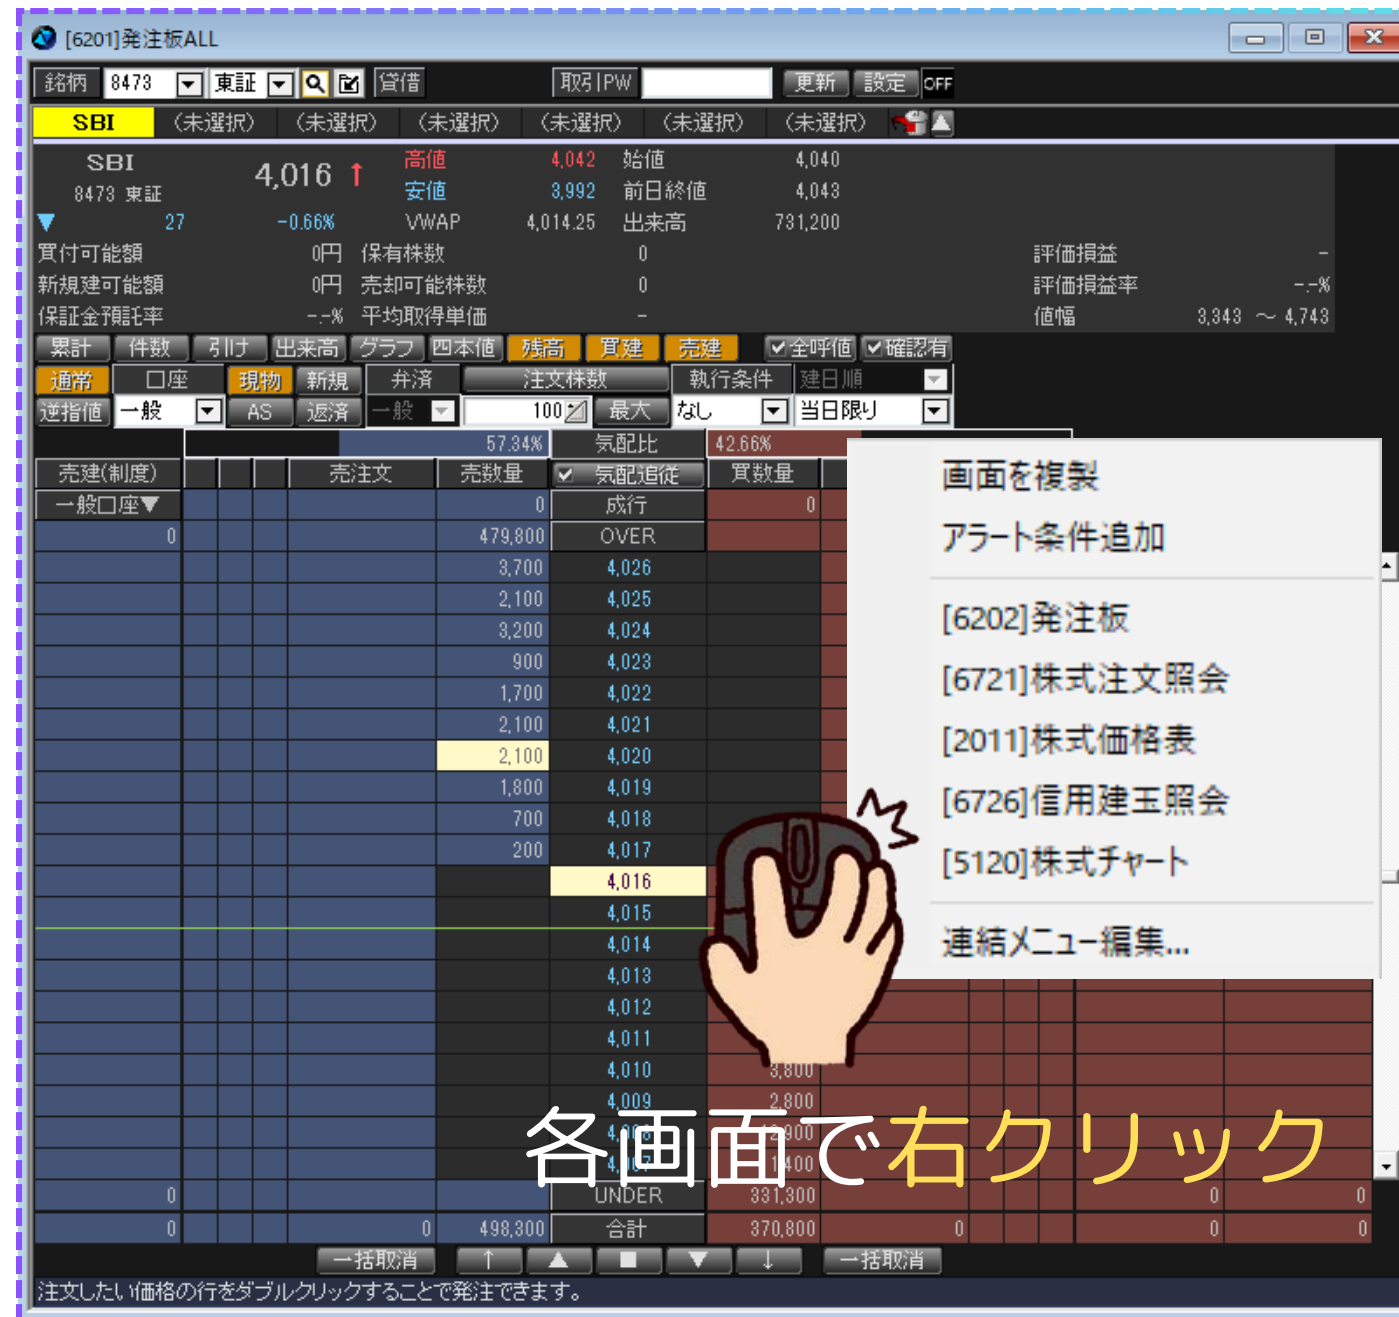 [6201]発注板ALL
銘柄 8473 東証 貸借 取引PW 更新 設定 OFF
SBI (未選択) (未選択) (未選択) (未選択) (未選択) (未選択)
SBI 4,016 ↑ 高値 4,042 始値 4,040
8473 東証 安値 3,992 前日終値 4,043
▼ 27 -0.66% VWAP 4,014.25 出来高 731,200
買付可能額 0円 保有株数 0 評価損益 -
新規建可能額 0円 売却可能株数 0 評価損益率 -.-%
保証金預託率 -.-% 平均取得単価 - 値幅 3,343 ～ 4,743
累計 件数 引け 出来高 グラフ 四本値 残高 買建 売建 全呼値 確認有
通常 口座 現物 新規 弁済 注文株数 執行条件 建日順
逆指値 一般 AS 返済 一般 100 最大 なし 当日限り
57.34% 気配比 42.66%
売建(制度) 売注文 売数量 気配追従 買数量
一般口座▼ 0 成行 0
0 479,800 OVER
3,700 4,026
2,100 4,025
3,200 4,024
900 4,023
1,700 4,022
2,100 4,021
2,100 4,020
1,800 4,019
700 4,018
200 4,017
4,016
4,015
4,014
4,013
4,012
4,011
4,010 3,800
4,009 2,800
0 UNDER 331,300 0 0
0 0 498,300 合計 370,800 0 0 0
画面を複製
アラート条件追加
[6202]発注板
[6721]株式注文照会
[2011]株式価格表
[6726]信用建玉照会
[5120]株式チャート
連結メニュー編集...
各画面で右クリック
一括取消 ↑ ▲ ■ ▼ ↓ 一括取消
注文したい価格の行をダブルクリックすることで発注できます。